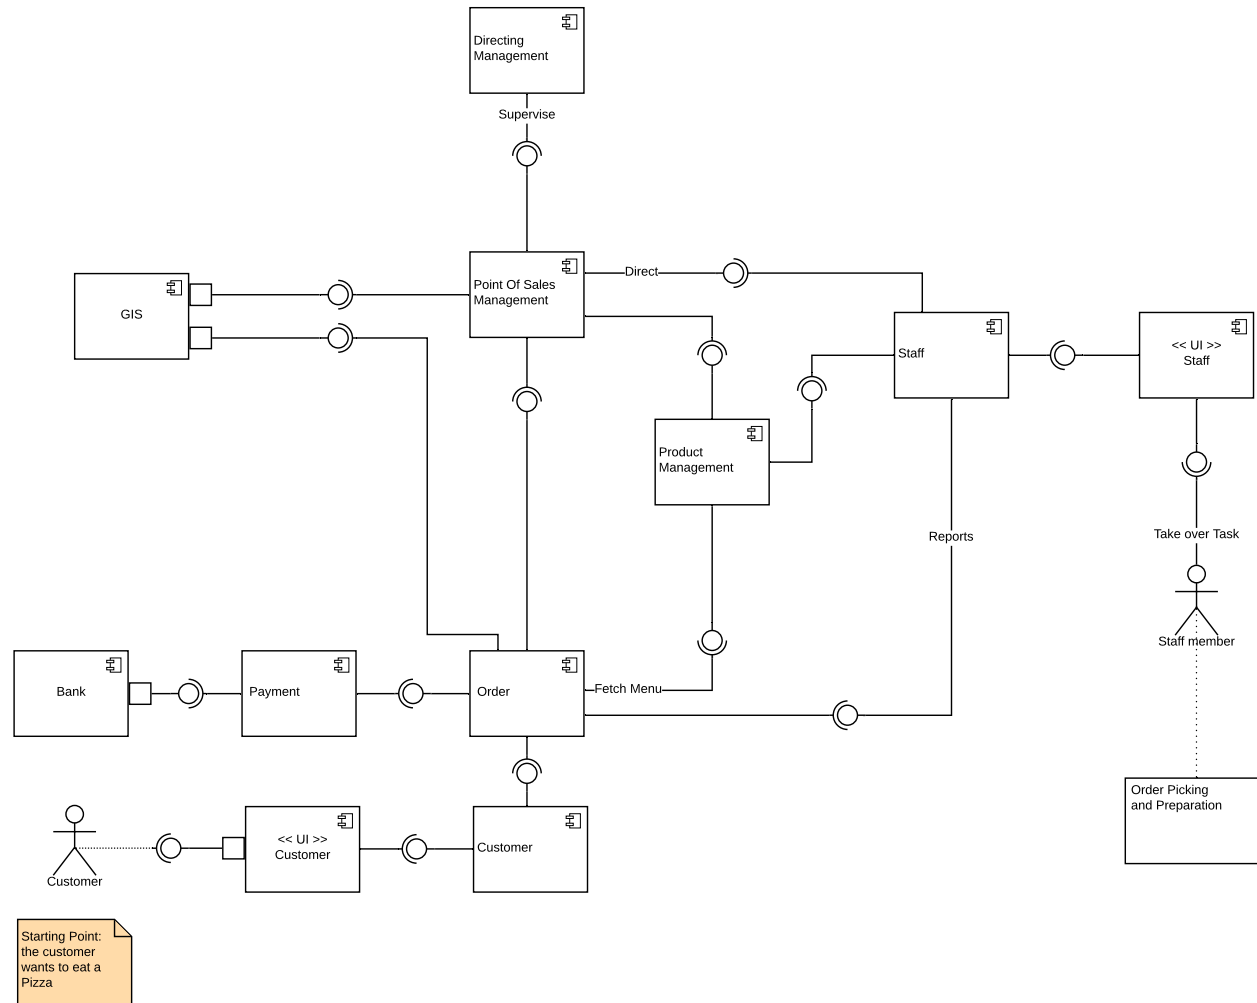 Directing
Management
Supervise
Point Of Sales
Management
Direct
GIS
Staff
<< UI >>
Staff
Product
Management
Reports
Take over Task
Staff member
Bank
Payment
Order
Fetch Menu
Order Picking
and Preparation
<< UI >>
Customer
Customer
Customer
Starting Point:
the customer
wants to eat a
Pizza